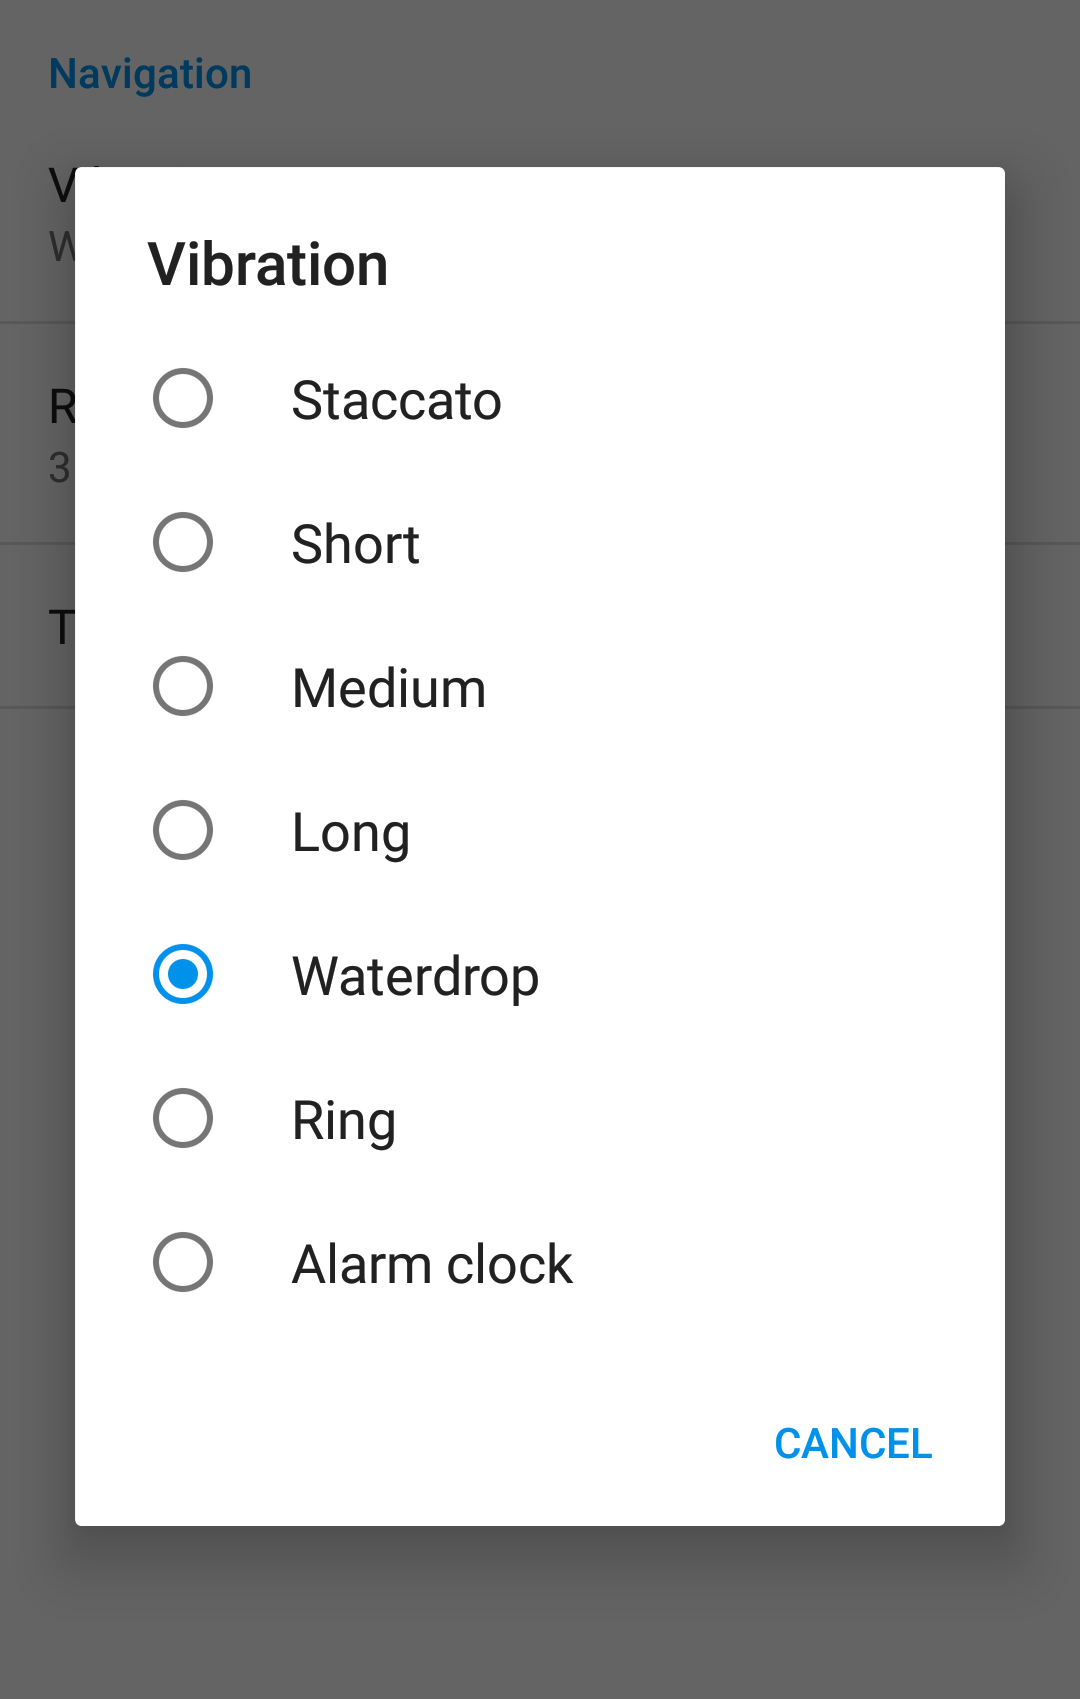 Navigation
Vibration
Staccato
Short
Medium
Long
Waterdrop
Ring
Alarm clock
CANCEL